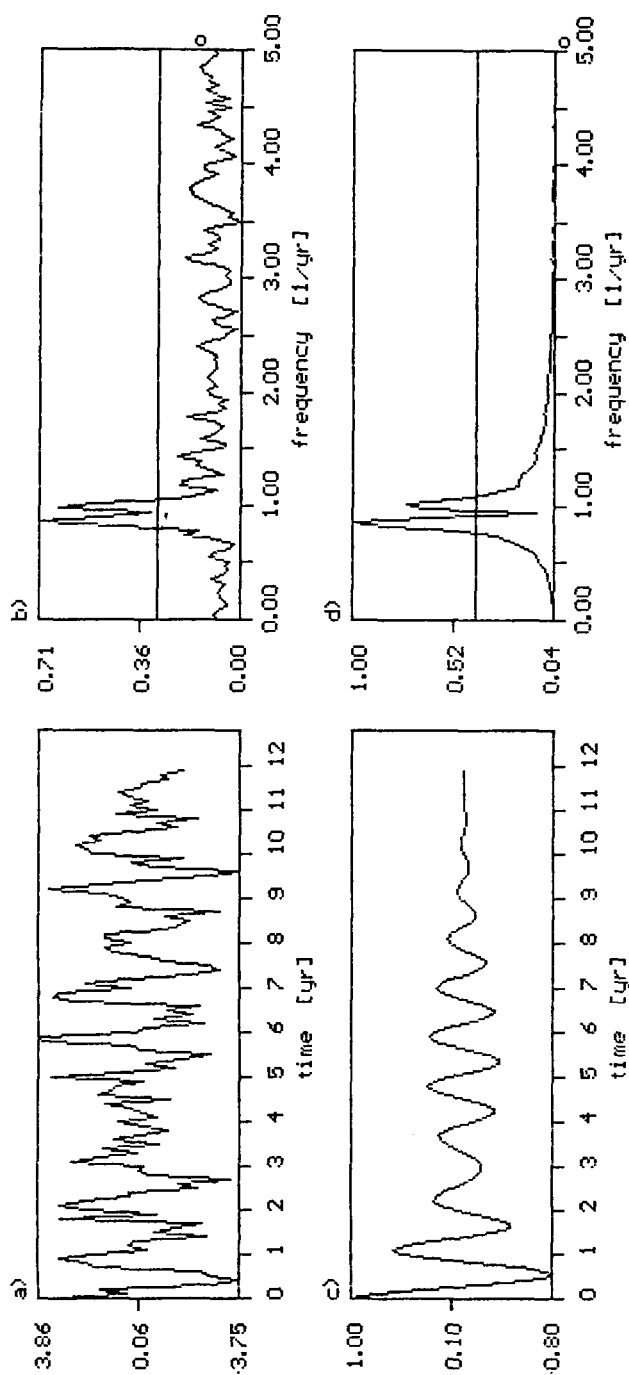 a)
3.86
0.06
-3.75
0 1 2 3 4 5 6 7 8 9 10 11 12
time [yr]
b)
0.71
0.36
0.00
0.00 1.00 2.00 3.00 4.00 5.00
o
frequency [1/yr]
c)
1.00
0.10
-0.80
0 1 2 3 4 5 6 7 8 9 10 11 12
time [yr]
d)
1.00
0.52
0.04
0.00 1.00 2.00 3.00 4.00 5.00
o
frequency [1/yr]